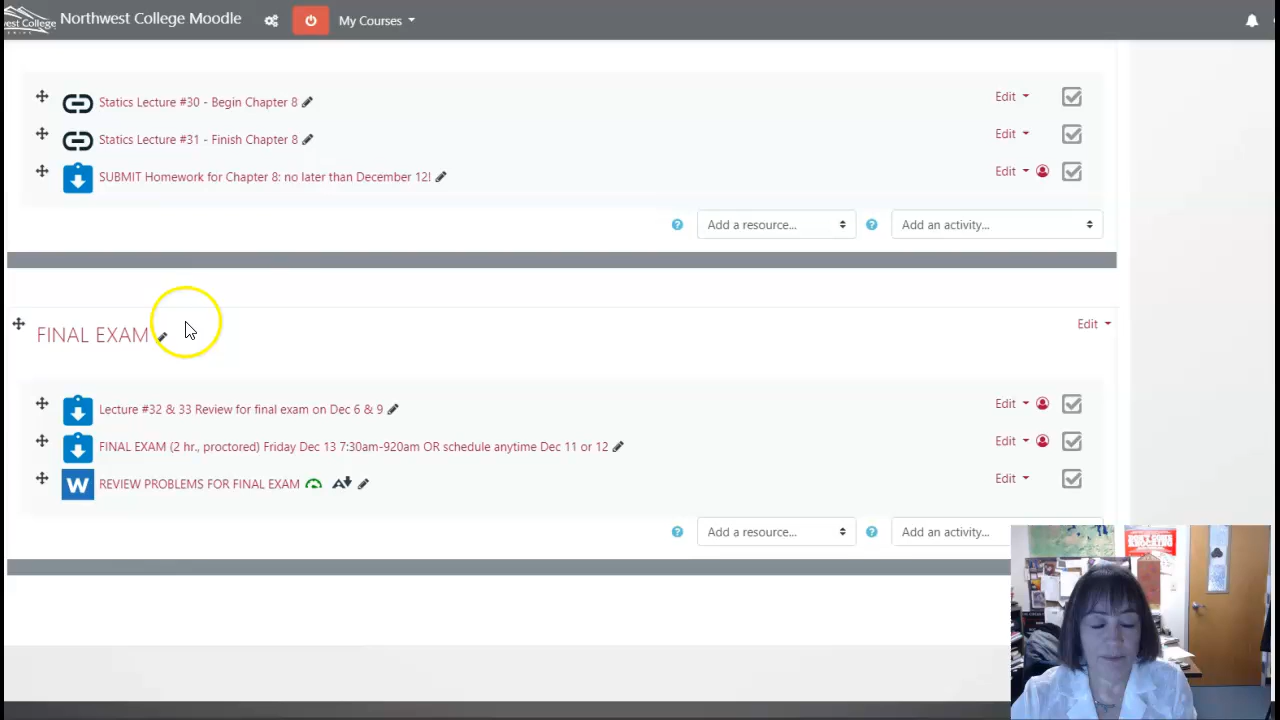 Northwest College Moodle
My Courses
Statics Lecture #30 - Begin Chapter 8
Edit
Statics Lecture #31 - Finish Chapter 8
Edit
SUBMIT Homework for Chapter 8: no later than December 12!
Edit
Add a resource...
Add an activity...
FINAL EXAM
Edit
Lecture #32 & 33 Review for final exam on Dec 6 & 9
Edit
FINAL EXAM (2 hr., proctored) Friday Dec 13 7:30am-920am OR schedule anytime Dec 11 or 12
Edit
W
REVIEW PROBLEMS FOR FINAL EXAM
Edit
Add a resource...
Add an activity...